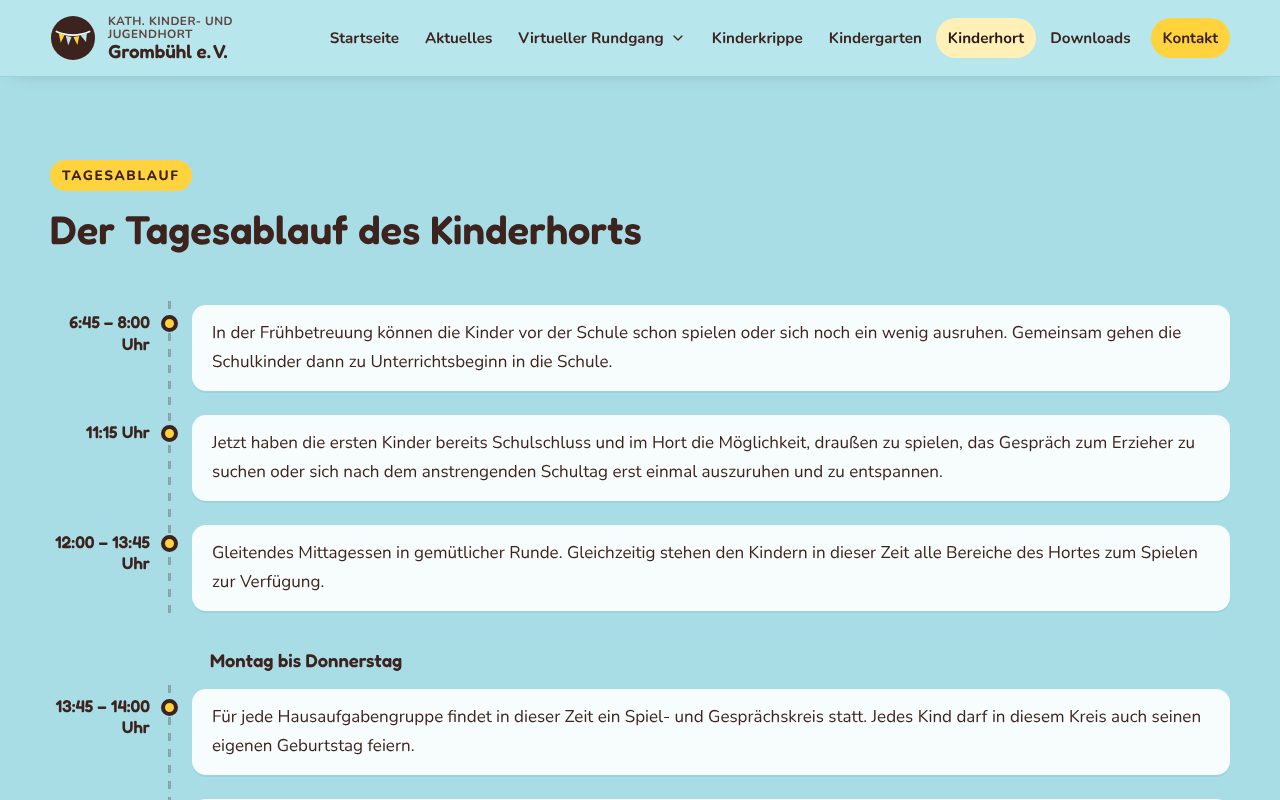 KATH. KINDER- UND
JUGENDHORT
Grombühl e. V.
Startseite
Aktuelles
Virtueller Rundgang
Kinderkrippe
Kindergarten
Kinderhort
Downloads
Kontakt
TAGESABLAUF
Der Tagesablauf des Kinderhorts
6:45 – 8:00
Uhr
In der Frühbetreuung können die Kinder vor der Schule schon spielen oder sich noch ein wenig ausruhen. Gemeinsam gehen die
Schulkinder dann zu Unterrichtsbeginn in die Schule.
11:15 Uhr
Jetzt haben die ersten Kinder bereits Schulschluss und im Hort die Möglichkeit, draußen zu spielen, das Gespräch zum Erzieher zu
suchen oder sich nach dem anstrengenden Schultag erst einmal auszuruhen und zu entspannen.
12:00 – 13:45
Uhr
Gleitendes Mittagessen in gemütlicher Runde. Gleichzeitig stehen den Kindern in dieser Zeit alle Bereiche des Hortes zum Spielen
zur Verfügung.
Montag bis Donnerstag
13:45 – 14:00
Uhr
Für jede Hausaufgabengruppe findet in dieser Zeit ein Spiel- und Gesprächskreis statt. Jedes Kind darf in diesem Kreis auch seinen
eigenen Geburtstag feiern.